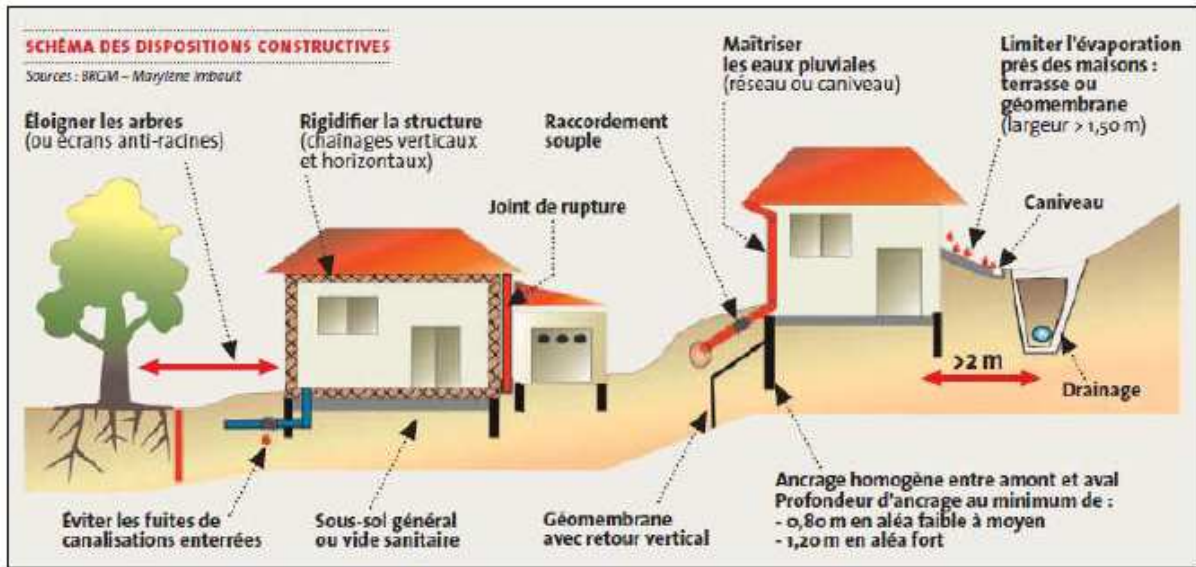 SCHÉMA DES DISPOSITIONS CONSTRUCTIVES
Sources : BRGM – Marylène Imbault
Éloigner les arbres
(ou écrans anti-racines)
Rigidifier la structure
(chaînages verticaux
et horizontaux)
Joint de rupture
Raccordement
souple
Maîtriser
les eaux pluviales
(réseau ou caniveau)
Limiter l'évaporation
près des maisons :
terrasse ou
géomembrane
(largeur > 1,50 m)
Caniveau
>2 m
Drainage
Éviter les fuites de
canalisations enterrées
Sous-sol général
ou vide sanitaire
Géomembrane
avec retour vertical
Ancrage homogène entre amont et aval
Profondeur d'ancrage au minimum de :
- 0,80 m en aléa faible à moyen
- 1,20 m en aléa fort